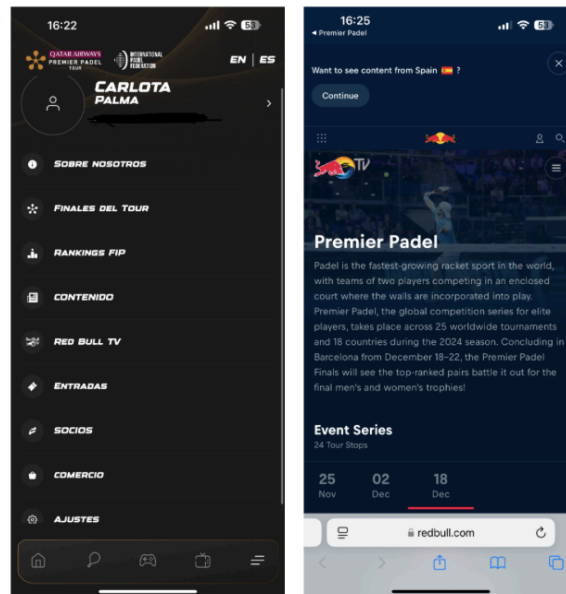 16:22
53
QATAR AIRWAYS
PREMIER PADEL
TOUR
INTERNATIONAL
PADEL
FEDERATION
EN | ES
CARLOTA
PALMA
SOBRE NOSOTROS
FINALES DEL TOUR
RANKINGS FIP
CONTENIDO
RED BULL TV
ENTRADAS
SOCIOS
COMERCIO
AJUSTES
16:25
53
Premier Padel
Want to see content from Spain 🇪🇸 ?
Continue
TV
Premier Padel
Padel is the fastest-growing racket sport in the world,
with teams of two players competing in an enclosed
court where the walls are incorporated into play.
Premier Padel, the global competition series for elite
players, takes place across 25 worldwide tournaments
and 18 countries during the 2024 season. Concluding in
Barcelona from December 18–22, the Premier Padel
Finals will see the top-ranked pairs battle it out for the
final men's and women's trophies!
Event Series
24 Tour Stops
25 02 18
Nov Dec Dec
redbull.com